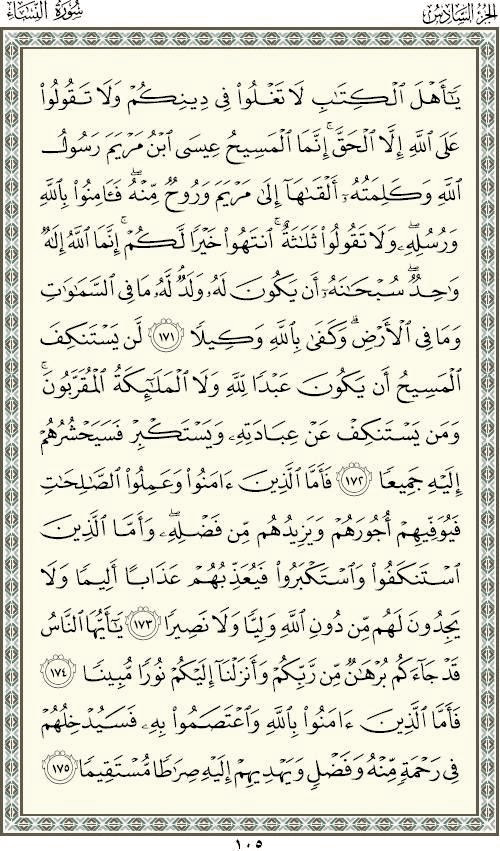 الجزء السادس
سورة النساء
يَـٰٓأَهۡلَ ٱلۡكِتَٰبِ لَا تَغۡلُواْ فِي دِينِكُمۡ وَلَا تَقُولُواْ
عَلَى ٱللَّهِ إِلَّا ٱلۡحَقَّۚ إِنَّمَا ٱلۡمَسِيحُ عِيسَى ٱبۡنُ مَرۡيَمَ رَسُولُ
ٱللَّهِ وَكَلِمَتُهُۥٓ أَلۡقَىٰهَآ إِلَىٰ مَرۡيَمَ وَرُوحٞ مِّنۡهُۖ فَـَٔامِنُواْ بِٱللَّهِ
وَرُسُلِهِۦۖ وَلَا تَقُولُواْ ثَلَٰثَةٌۚ ٱنتَهُواْ خَيۡرٗا لَّكُمۡۚ إِنَّمَا ٱللَّهُ إِلَٰهٞ
وَٰحِدٞۖ سُبۡحَٰنَهُۥٓ أَن يَكُونَ لَهُۥ وَلَدٞۘ لَّهُۥ مَا فِي ٱلسَّمَٰوَٰتِ
وَمَا فِي ٱلۡأَرۡضِۗ وَكَفَىٰ بِٱللَّهِ وَكِيلٗا ١٧١ لَّن يَسۡتَنكِفَ
ٱلۡمَسِيحُ أَن يَكُونَ عَبۡدٗا لِّلَّهِ وَلَا ٱلۡمَلَـٰٓئِكَةُ ٱلۡمُقَرَّبُونَۚ
وَمَن يَسۡتَنكِفۡ عَنۡ عِبَادَتِهِۦ وَيَسۡتَكۡبِرۡ فَسَيَحۡشُرُهُمۡ
إِلَيۡهِ جَمِيعٗا ١٧٢ فَأَمَّا ٱلَّذِينَ ءَامَنُواْ وَعَمِلُواْ ٱلصَّـٰلِحَٰتِ
فَيُوَفِّيهِمۡ أُجُورَهُمۡ وَيَزِيدُهُم مِّن فَضۡلِهِۦۖ وَأَمَّا ٱلَّذِينَ
ٱسۡتَنكَفُواْ وَٱسۡتَكۡبَرُواْ فَيُعَذِّبُهُمۡ عَذَابًا أَلِيمٗا وَلَا
يَجِدُونَ لَهُم مِّن دُونِ ٱللَّهِ وَلِيّٗا وَلَا نَصِيرٗا ١٧٣ يَـٰٓأَيُّهَا ٱلنَّاسُ
قَدۡ جَآءَكُم بُرۡهَٰنٞ مِّن رَّبِّكُمۡ وَأَنزَلۡنَآ إِلَيۡكُمۡ نُورٗا مُّبِينٗا ١٧٤
فَأَمَّا ٱلَّذِينَ ءَامَنُواْ بِٱللَّهِ وَٱعۡتَصَمُواْ بِهِۦ فَسَيُدۡخِلُهُمۡ
فِي رَحۡمَةٖ مِّنۡهُ وَفَضۡلٖ وَيَهۡدِيهِمۡ إِلَيۡهِ صِرَٰطٗا مُّسۡتَقِيمٗا ١٧٥
١٠٥